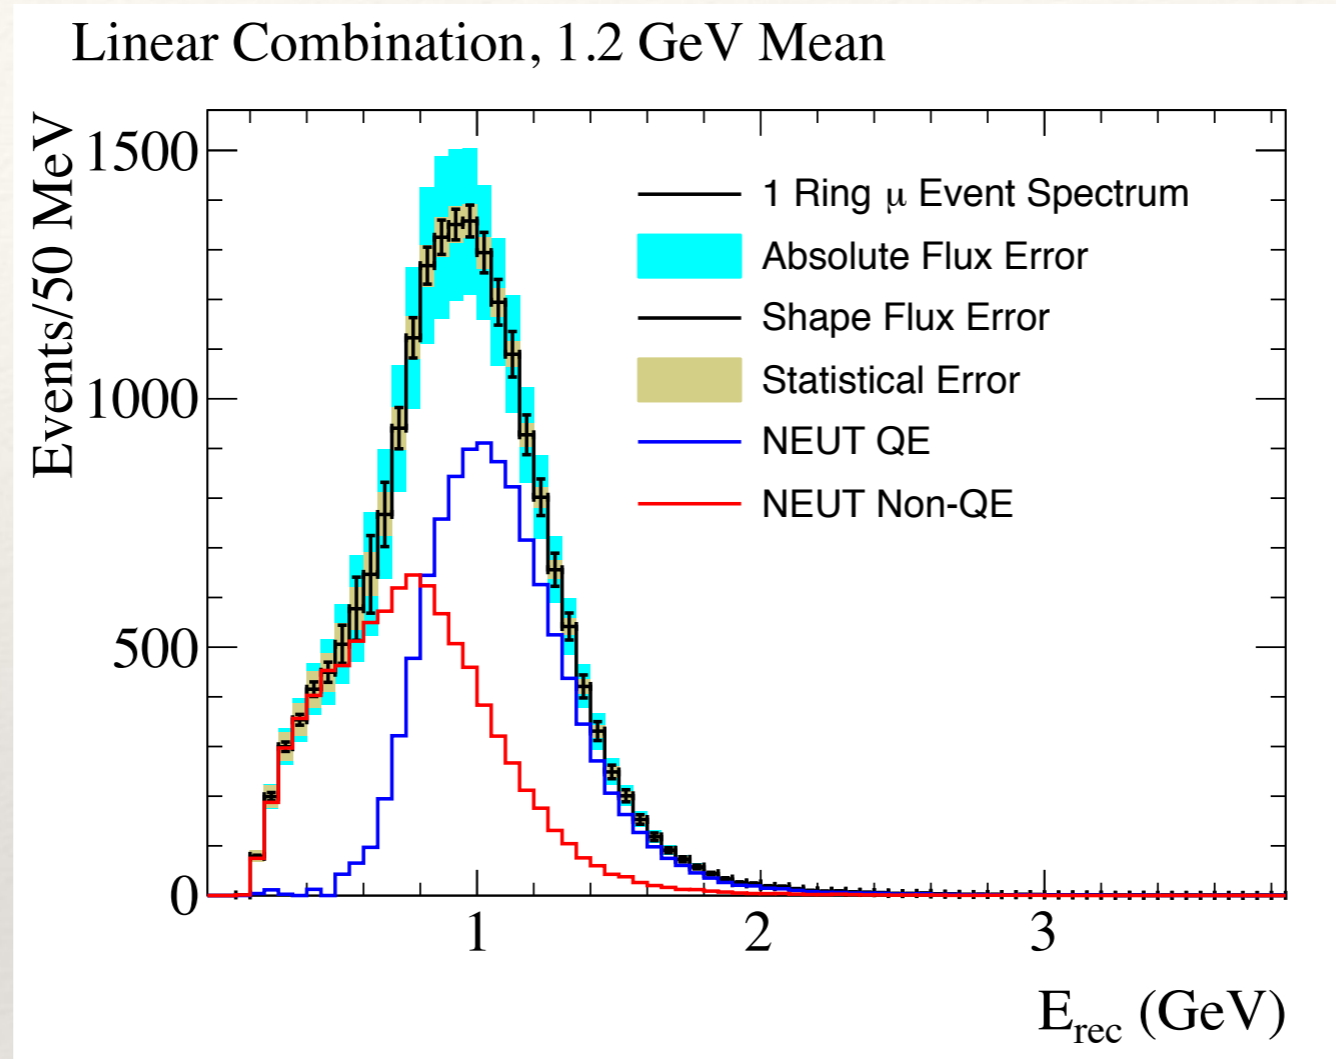 Linear Combination, 1.2 GeV Mean
Events/50 MeV
1500
1000
500
0
1 Ring μ Event Spectrum
Absolute Flux Error
Shape Flux Error
Statistical Error
NEUT QE
NEUT Non-QE
1 2 3
E_rec (GeV)